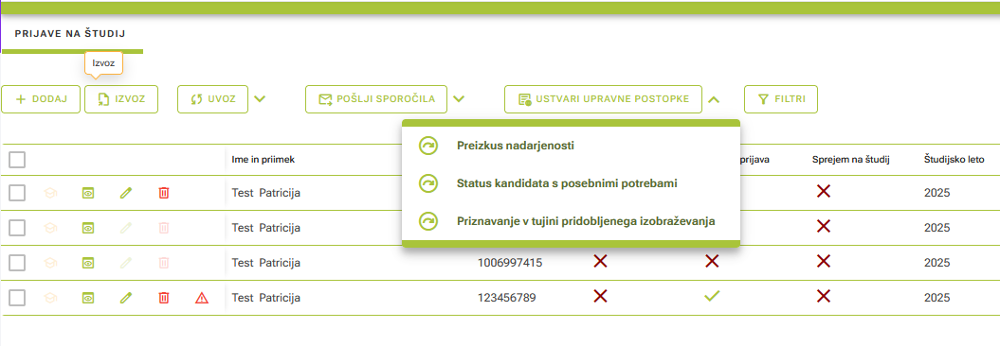 PRIJAVE NA ŠTUDIJ
Izvoz
DODAJ
IZVOZ
UVOZ
POŠLJI SPOROČILA
USTVARI UPRAVNE POSTOPKE
FILTRI
Preizkus nadarjenosti
Status kandidata s posebnimi potrebami
Priznavanje v tujini pridobljenega izobraževanja
Ime in priimek
prijava
Sprejem na študij
Študijsko leto
Test Patricija
2025
Test Patricija
2025
Test Patricija
1006997415
2025
Test Patricija
123456789
2025